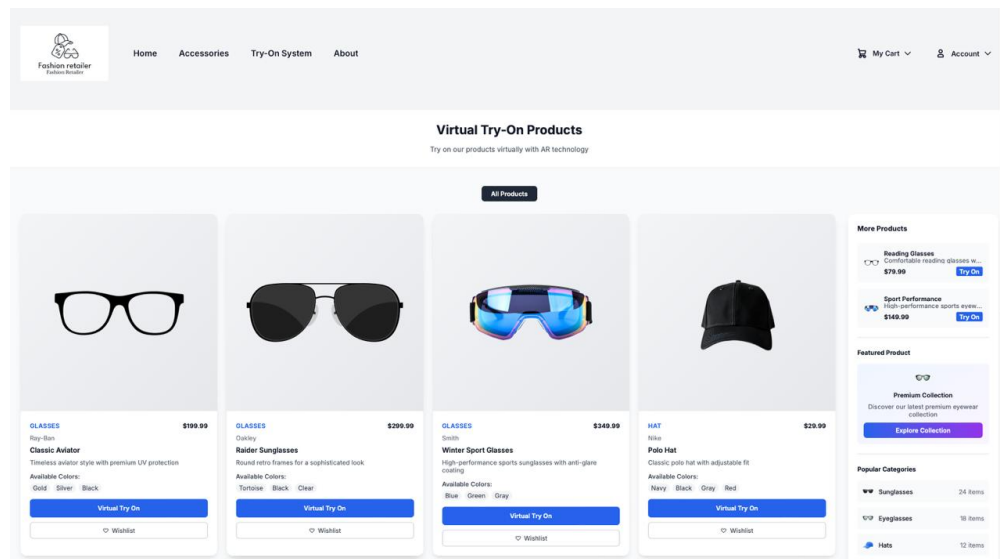 Fashion retailer
Fashion Retailer
Home Accessories Try-On System About
My Cart Account
Virtual Try-On Products
Try on our products virtually with AR technology
All Products
GLASSES $199.99
Ray-Ban
Classic Aviator
Timeless aviator style with premium UV protection
Available Colors:
Gold Silver Black
Virtual Try On
Wishlist
GLASSES $299.99
Oakley
Raider Sunglasses
Round retro frames for a sophisticated look
Available Colors:
Tortoise Black Clear
Virtual Try On
Wishlist
GLASSES $349.99
Smith
Winter Sport Glasses
High-performance sports sunglasses with anti-glare
coating
Available Colors:
Blue Green Gray
Virtual Try On
Wishlist
HAT $29.99
Nike
Polo Hat
Classic polo hat with adjustable fit
Available Colors:
Navy Black Gray Red
Virtual Try On
Wishlist
More Products
Reading Glasses
Comfortable reading glasses w...
$79.99 Try On
Sport Performance
High-performance sports eyew...
$149.99 Try On
Featured Product
Premium Collection
Discover our latest premium eyewear
collection
Explore Collection
Popular Categories
Sunglasses 24 items
Eyeglasses 18 items
Hats 12 items